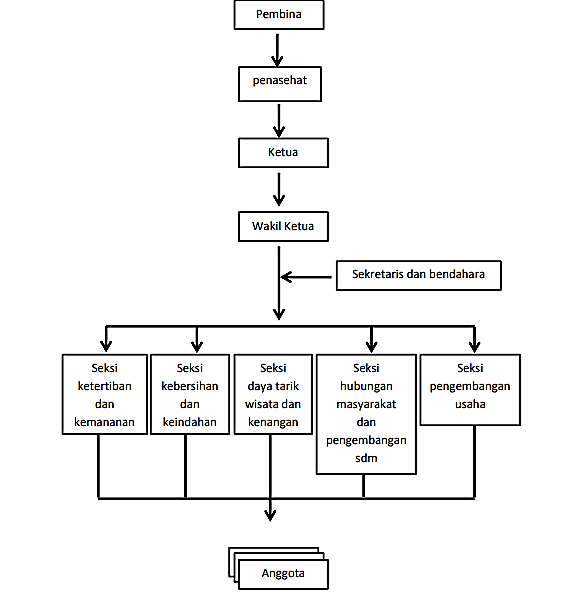 Pembina
penasehat
Ketua
Wakil Ketua
Sekretaris dan bendahara
Seksi
ketertiban
dan
kemananan
Seksi
kebersihan
dan
keindahan
Seksi
daya tarik
wisata dan
kenangan
Seksi
hubungan
masyarakat
dan
pengembangan
sdm
Seksi
pengembangan
usaha
Anggota